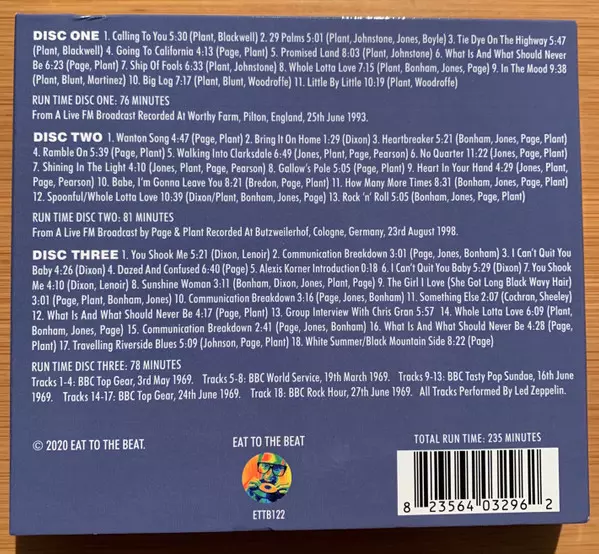 DISC ONE 1. Calling To You 5:30 (Plant, Blackwell) 2. 29 Palms 5:01 (Plant, Johnstone, Jones, Boyle) 3. Tie Dye On The Highway 5:47
(Plant, Blackwell) 4. Going To California 4:13 (Page, Plant) 5. Promised Land 8:03 (Plant, Johnstone) 6. What Is And What Should Never
Be 6:23 (Page, Plant) 7. Ship Of Fools 6:33 (Plant, Johnstone) 8. Whole Lotta Love 7:15 (Plant, Bonham, Jones, Page) 9. In The Mood 9:38
(Plant, Blunt, Martinez) 10. Big Log 7:17 (Plant, Blunt, Woodroffe) 11. Little By Little 10:19 (Plant, Woodroffe)
RUN TIME DISC ONE: 76 MINUTES
From A Live FM Broadcast Recorded At Worthy Farm, Pilton, England, 25th June 1993.
DISC TWO 1. Wanton Song 4:47 (Page, Plant) 2. Bring It On Home 1:29 (Dixon) 3. Heartbreaker 5:21 (Bonham, Jones, Page, Plant)
4. Ramble On 5:39 (Page, Plant) 5. Walking Into Clarksdale 6:49 (Jones, Plant, Page, Pearson) 6. No Quarter 11:22 (Jones, Page, Plant)
7. Shining In The Light 4:10 (Jones, Plant, Page, Pearson) 8. Gallow's Pole 5:05 (Page, Plant) 9. Heart In Your Hand 4:29 (Jones, Plant,
Page, Pearson) 10. Babe, I'm Gonna Leave You 8:21 (Bredon, Page, Plant) 11. How Many More Times 8:31 (Bonham, Jones, Page, Plant)
12. Spoonful/Whole Lotta Love 10:39 (Dixon/Plant, Bonham, Jones, Page) 13. Rock 'n' Roll 5:05 (Jones, Bonham, Page, Plant)
RUN TIME DISC TWO: 81 MINUTES
From A Live FM Broadcast by Page & Plant Recorded At Butzweilerhof, Cologne, Germany, 23rd August 1998.
DISC THREE 1. You Shook Me 5:21 (Dixon, Lenoir) 2. Communication Breakdown 3:01 (Page, Jones, Bonham) 3. I Can't Quit You
Baby 4:26 (Dixon) 4. Dazed And Confused 6:40 (Page) 5. Alexis Korner Introduction 0:18 6. I Can't Quit You Baby 5:29 (Dixon) 7. You Shook
Me 4:10 (Dixon, Lenoir) 8. Sunshine Woman 3:11 (Bonham, Dixon, Jones, Plant, Page) 9. The Girl I Love (She Got Long Black Wavy Hair)
3:01 (Page, Plant, Bonham, Jones) 10. Communication Breakdown 3:16 (Page, Jones, Bonham) 11. Something Else 2:07 (Cochran, Sheeley)
12. What Is And What Should Never Be 4:17 (Page, Plant) 13. Group Interview With Chris Gran 5:57 14. Whole Lotta Love 6:09 (Plant,
Bonham, Jones, Page) 15. Communication Breakdown 2:41 (Page, Jones, Bonham) 16. What Is And What Should Never Be 4:28 (Page,
Plant) 17. Travelling Riverside Blues 5:09 (Johnson, Page, Plant) 18. White Summer/Black Mountain Side 8:22 (Page)
RUN TIME DISC THREE: 78 MINUTES
Tracks 1-4: BBC Top Gear, 3rd May 1969. Tracks 5-8: BBC World Service, 19th March 1969. Tracks 9-13: BBC Tasty Pop Sundae, 16th June
1969. Tracks 14-17: BBC Top Gear, 24th June 1969. Track 18: BBC Rock Hour, 27th June 1969. All Tracks Performed By Led Zeppelin.
© 2020 EAT TO THE BEAT.
EAT TO THE BEAT
ETTB122
TOTAL RUN TIME: 235 MINUTES
8 23564 03296 2